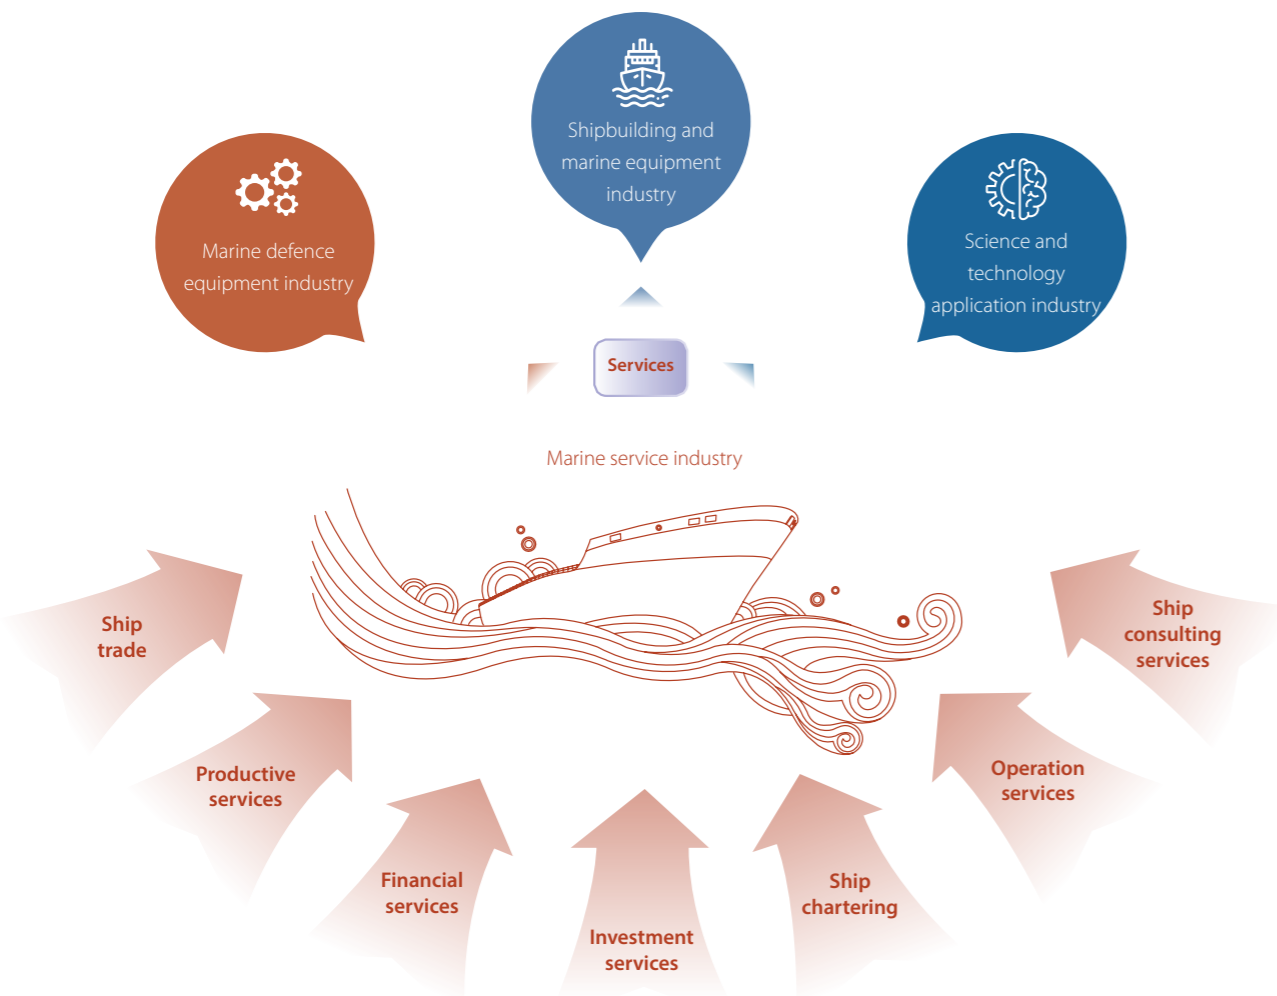 Shipbuilding and
marine equipment
industry
Marine defence
equipment industry
Science and
technology
application industry
Services
Marine service industry
Ship
trade
Ship
consulting
services
Productive
services
Operation
services
Financial
services
Ship
chartering
Investment
services